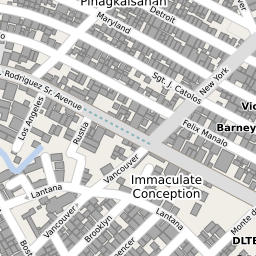 Pinagkaisahan
Detroit
Maryland
Sgt. J. Catolos
New York
Rodriguez Sr. Avenue
Los Angeles
Rustia
Felix Manalo
Barney
Vancouver
Immaculate
Conception
Lantana
Lantana
Vancouver
Brooklyn
DLTB